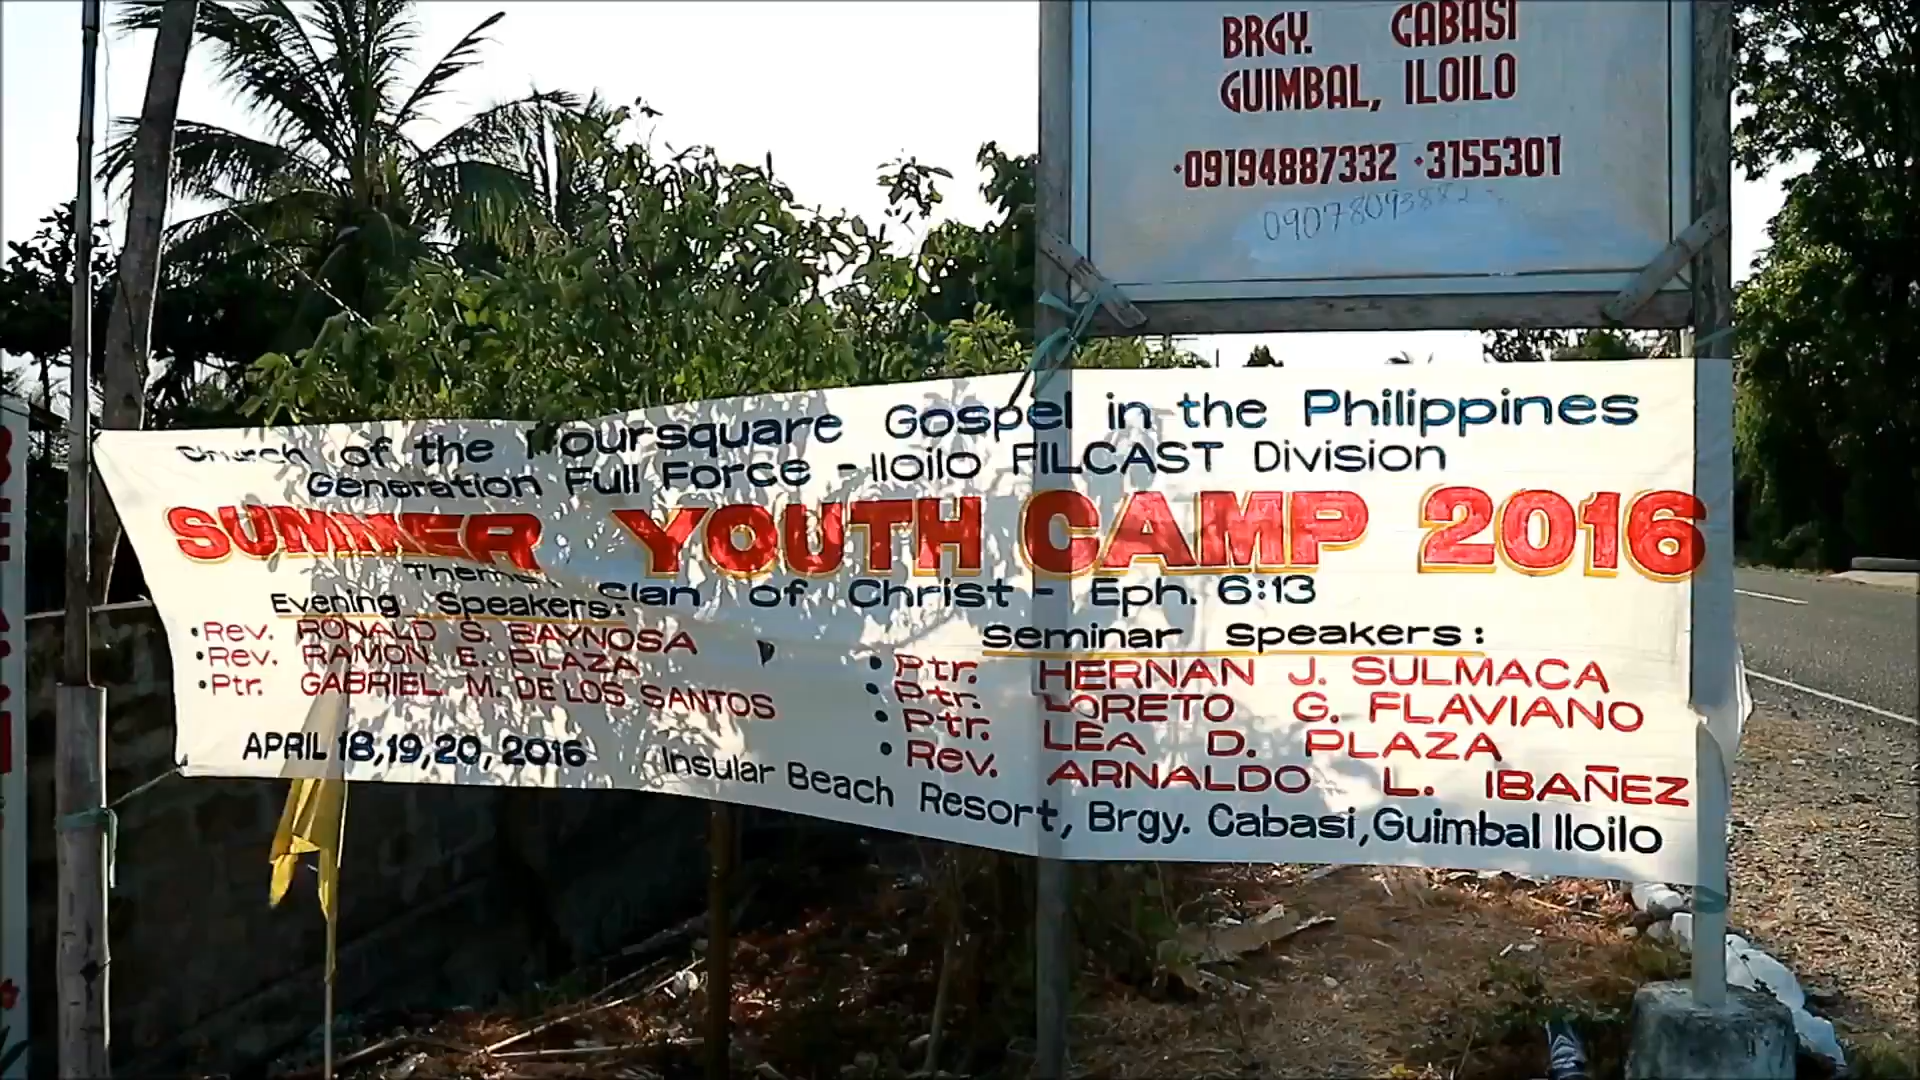 BRGY. CABASI
GUIMBAL, ILOILO
•09194887332 •3155301
09078093882
Church of the Foursquare Gospel in the Philippines
Generation Full Force - Iloilo FILCAST Division
SUMMER YOUTH CAMP 2016
Theme Clan of Christ - Eph. 6:13
Evening Speakers:
•Rev. RONALD S. BAYNOSA
•Rev. RAMON E. PLAZA
•Ptr. GABRIEL M. DE LOS SANTOS
Seminar Speakers:
•Ptr. HERNAN J. SULMACA
•Ptr. LORETO G. FLAVIANO
•Ptr. LEA D. PLAZA
•Rev. ARNALDO L. IBAÑEZ
APRIL 18,19,20, 2016
Insular Beach Resort, Brgy. Cabasi, Guimbal Iloilo